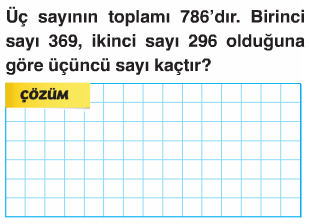 Üç sayının toplamı 786'dır. Birinci
sayı 369, ikinci sayı 296 olduğuna
göre üçüncü sayı kaçtır?
ÇÖZÜM